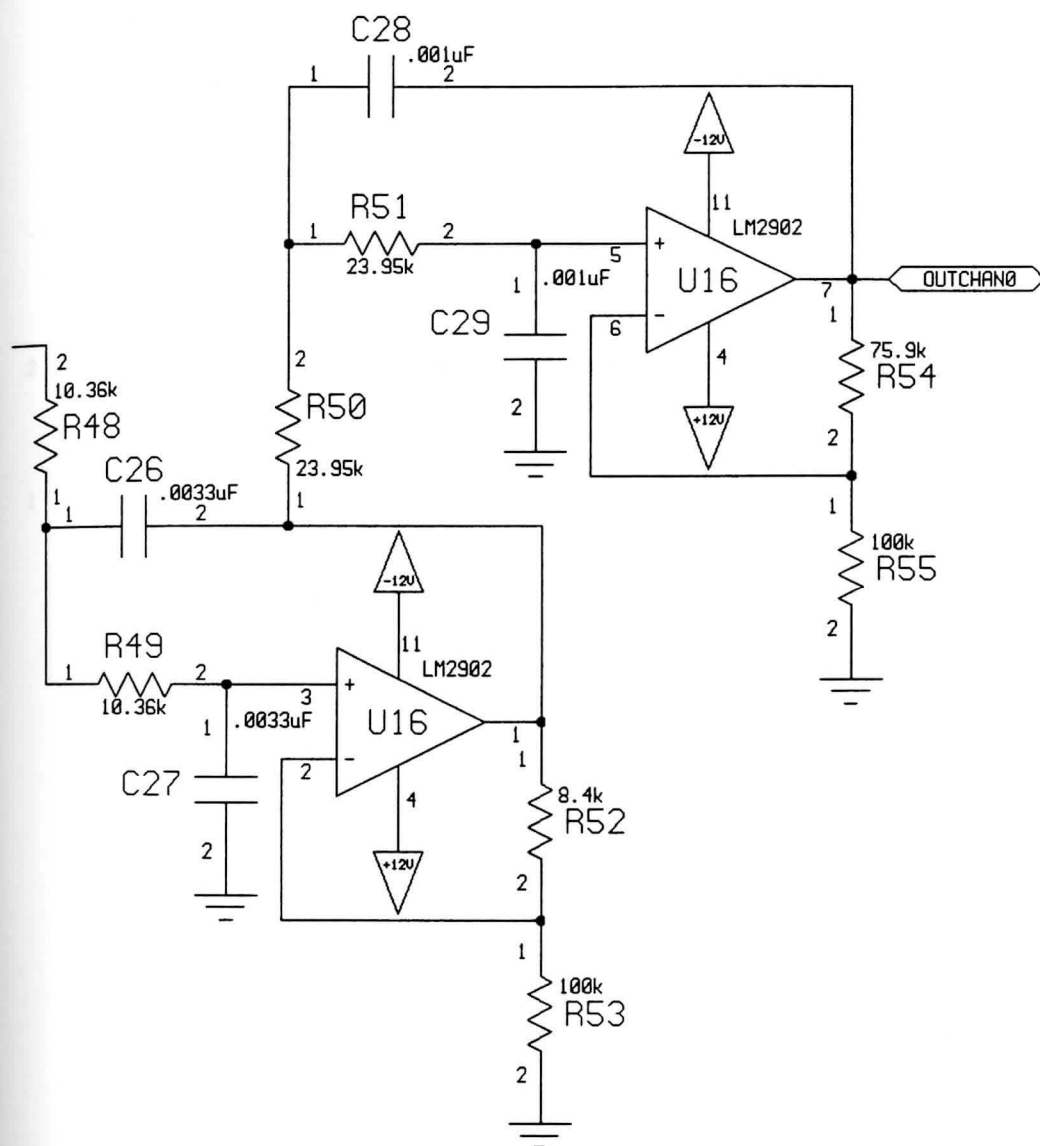 C28
.001uF
1
2
-12V
11
LM2902
R51
1
2
23.95k
5
+
U16
7
OUTCHAN0
1
.001uF
6
-
C29
4
1
75.9k
R54
2
2
+12V
2
10.36k
R48
2
R50
23.95k
1
C26
.0033uF
1
1
2
1
100k
R55
2
-12V
11
LM2902
R49
1
2
10.36k
3
+
U16
1
1
.0033uF
2
-
1
C27
4
8.4k
R52
2
+12V
2
1
100k
R53
2